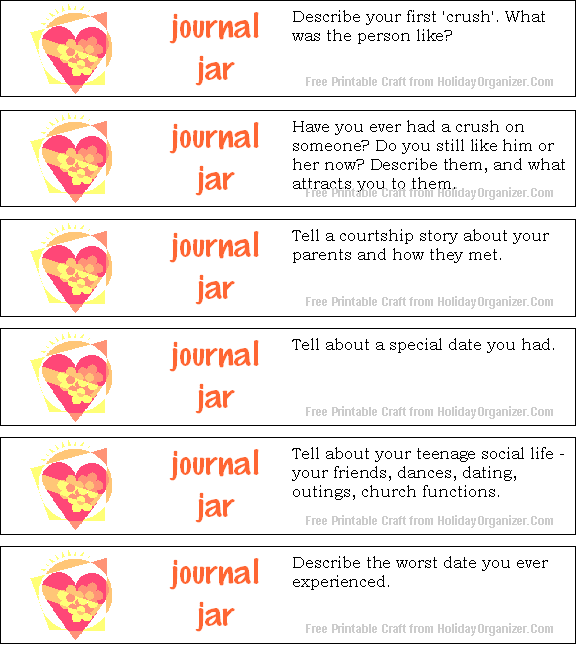 journal
jar
Describe your first 'crush'. What
was the person like?
Free Printable Craft from HolidayOrganizer.Com
journal
jar
Have you ever had a crush on
someone? Do you still like him or
her now? Describe them, and what
attracts you to them.
Free Printable Craft from HolidayOrganizer.Com
journal
jar
Tell a courtship story about your
parents and how they met.
Free Printable Craft from HolidayOrganizer.Com
journal
jar
Tell about a special date you had.
Free Printable Craft from HolidayOrganizer.Com
journal
jar
Tell about your teenage social life -
your friends, dances, dating,
outings, church functions.
Free Printable Craft from HolidayOrganizer.Com
journal
jar
Describe the worst date you ever
experienced.
Free Printable Craft from HolidayOrganizer.Com